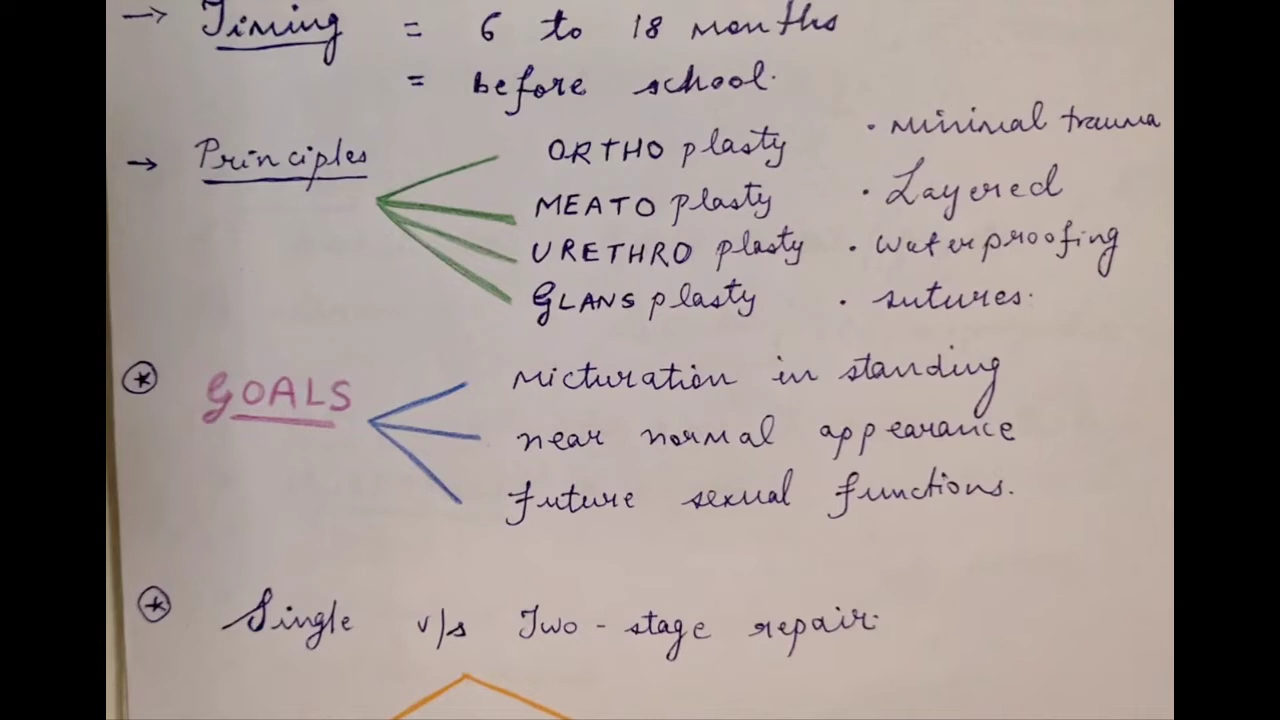 → Timing = 6 to 18 months
= before school.
→ Principles
ORTHO plasty • Minimal trauma
MEATO plasty • Layered
URETHRO plasty • Waterproofing
GLANS plasty • sutures.
GOALS
Micturation in standing
near normal appearance
future sexual functions.
Single v/s Two-stage repair.